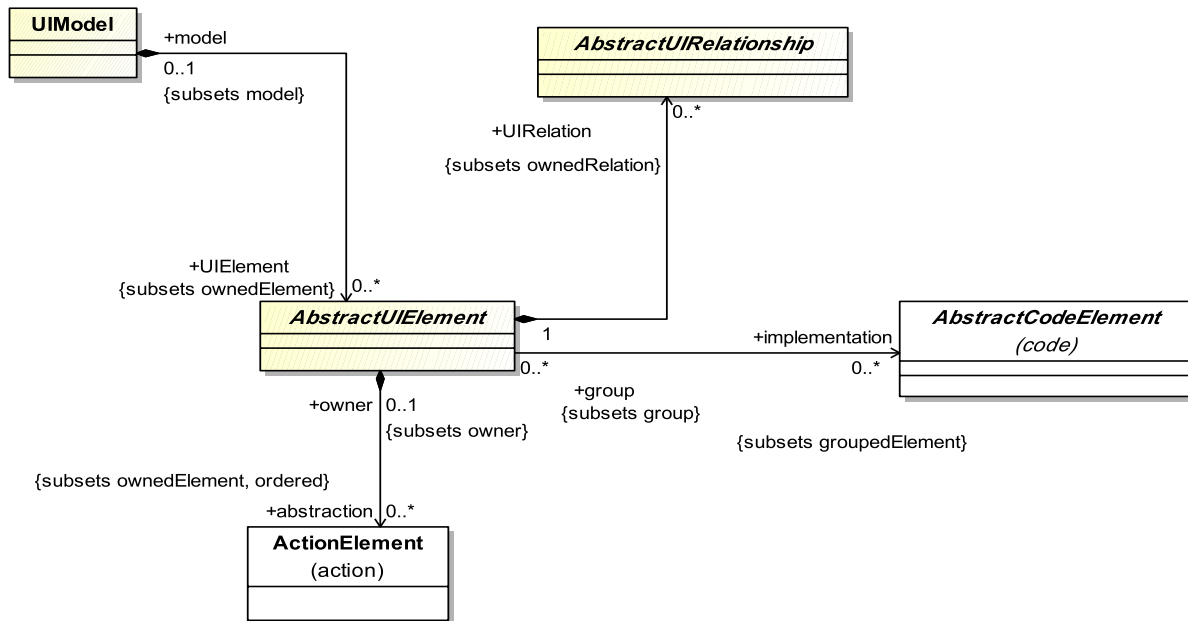 UIModel
+model
0..1
{subsets model}
AbstractUIRelationship
0..*
+UIRelation
{subsets ownedRelation}
+UIElement
{subsets ownedElement}
0..*
AbstractUIElement
1
+implementation
0..*
0..*
AbstractCodeElement
(code)
+group
{subsets group}
{subsets groupedElement}
+owner
0..1
{subsets owner}
{subsets ownedElement, ordered}
+abstraction
0..*
ActionElement
(action)